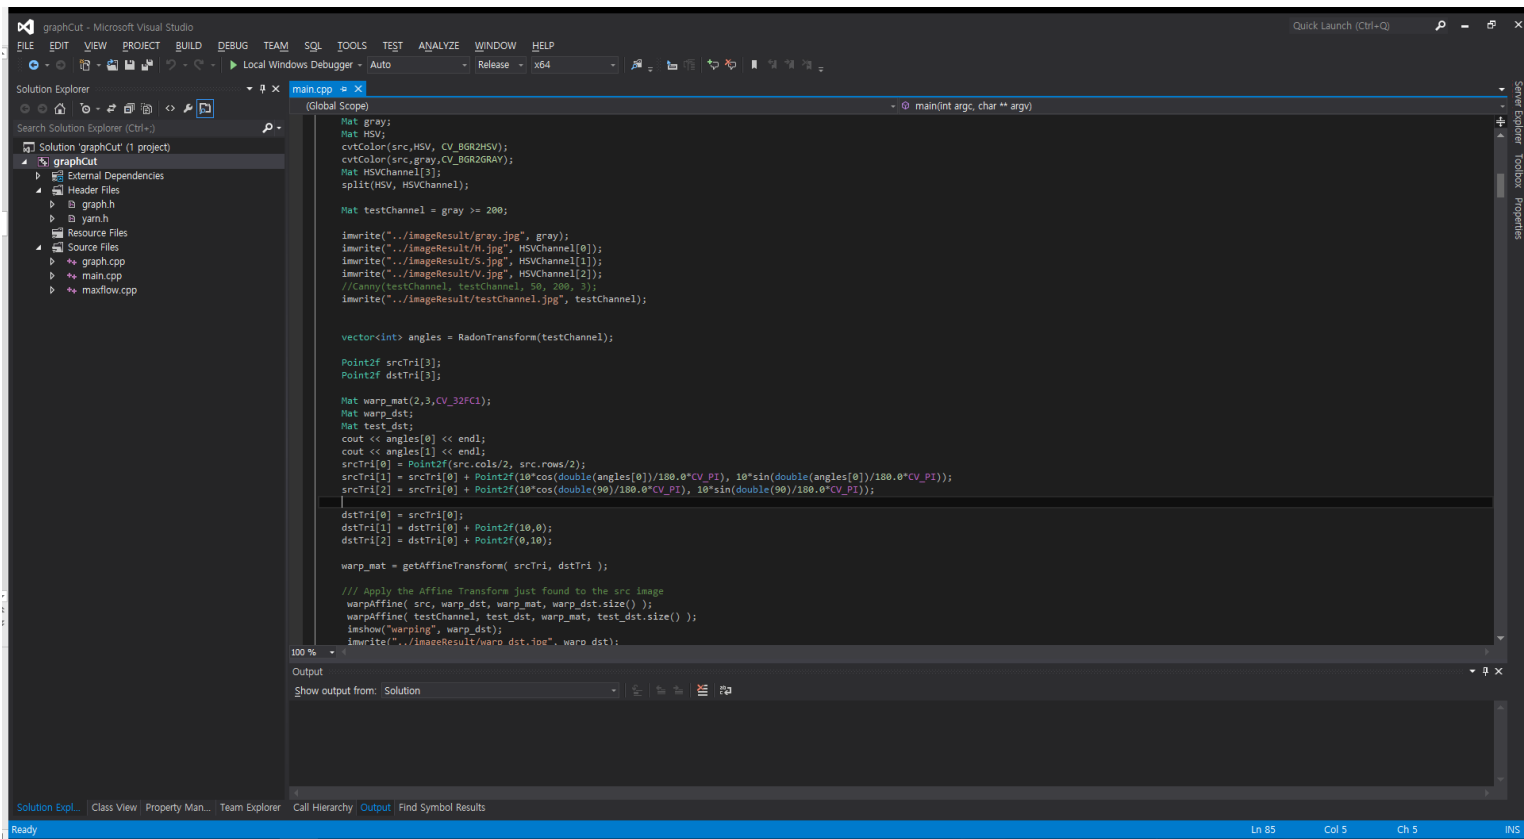 graphCut - Microsoft Visual Studio
Quick Launch (Ctrl+Q)
FILE EDIT VIEW PROJECT BUILD DEBUG TEAM SQL TOOLS TEST ANALYZE WINDOW HELP
Local Windows Debugger Auto Release x64
Solution Explorer
Search Solution Explorer (Ctrl+;)
Solution 'graphCut' (1 project)
graphCut
External Dependencies
Header Files
graph.h
yarn.h
Resource Files
Source Files
graph.cpp
main.cpp
maxflow.cpp
main.cpp
(Global Scope)
main(int argc, char ** argv)
Mat gray;
Mat HSV;
cvtColor(src,HSV, CV_BGR2HSV);
cvtColor(src,gray,CV_BGR2GRAY);
Mat HSVChannel[3];
split(HSV, HSVChannel);
Mat testChannel = gray >= 200;
imwrite("../imageResult/gray.jpg", gray);
imwrite("../imageResult/H.jpg", HSVChannel[0]);
imwrite("../imageResult/S.jpg", HSVChannel[1]);
imwrite("../imageResult/V.jpg", HSVChannel[2]);
//Canny(testChannel, testChannel, 50, 200, 3);
imwrite("../imageResult/testChannel.jpg", testChannel);
vector<int> angles = RadonTransform(testChannel);
Point2f srcTri[3];
Point2f dstTri[3];
Mat warp_mat(2,3,CV_32FC1);
Mat warp_dst;
Mat test_dst;
cout << angles[0] << endl;
cout << angles[1] << endl;
srcTri[0] = Point2f(src.cols/2, src.rows/2);
srcTri[1] = srcTri[0] + Point2f(10*cos(double(angles[0])/180.0*CV_PI), 10*sin(double(angles[0])/180.0*CV_PI));
srcTri[2] = srcTri[0] + Point2f(10*cos(double(90)/180.0*CV_PI), 10*sin(double(90)/180.0*CV_PI));
dstTri[0] = srcTri[0];
dstTri[1] = dstTri[0] + Point2f(10,0);
dstTri[2] = dstTri[0] + Point2f(0,10);
warp_mat = getAffineTransform( srcTri, dstTri );
/// Apply the Affine Transform just found to the src image
warpAffine( src, warp_dst, warp_mat, warp_dst.size() );
warpAffine( testChannel, test_dst, warp_mat, test_dst.size() );
imshow("warping", warp_dst);
imwrite("../imageResult/warp_dst.jpg", warp_dst);
100 %
Output
Show output from: Solution
Server Explorer
Toolbox
Properties
Solution Expl... Class View Property Man... Team Explorer
Call Hierarchy Output Find Symbol Results
Ready Ln 85 Col 5 Ch 5 INS